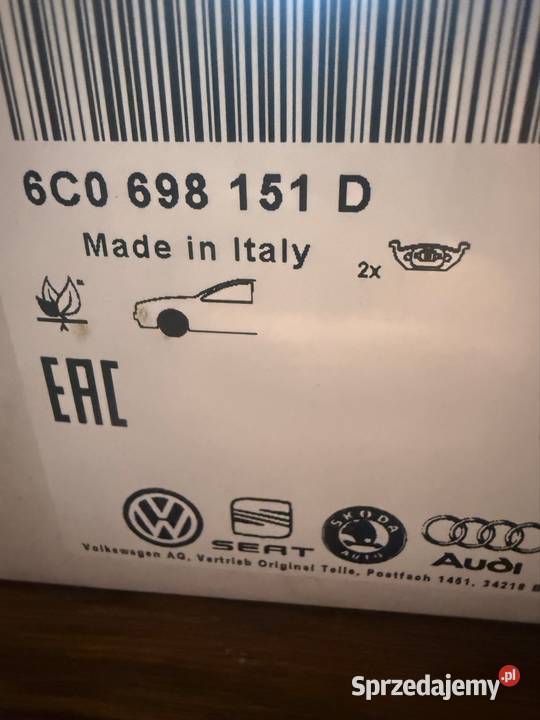 6C0 698 151 D
Made in Italy
2x
EAC
SEAT
SKODA
AUTO
Audi
Volkswagen AG, Vertrieb Original Teile, Postfach 1451, 34218 B
Sprzedajemy.pl